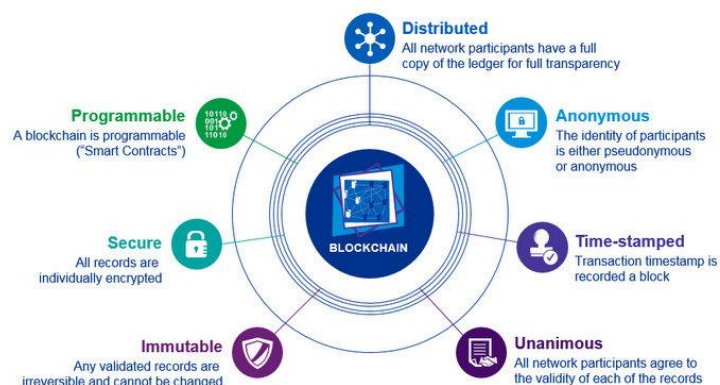 Distributed
All network participants have a full
copy of the ledger for full transparency
Programmable
A blockchain is programmable
("Smart Contracts")
Anonymous
The identity of participants
is either pseudonymous
or anonymous
BLOCKCHAIN
Secure
All records are
individually encrypted
Time-stamped
Transaction timestamp is
recorded a block
Immutable
Any validated records are
irreversible and cannot be changed
Unanimous
All network participants agree to
the validity of each of the records